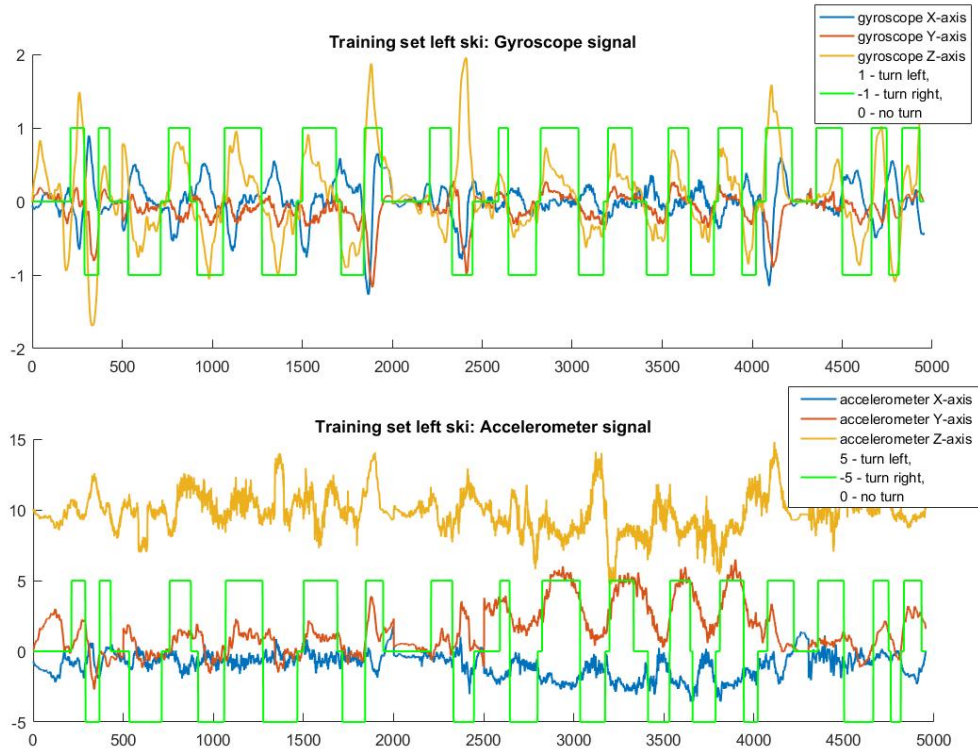 gyroscope X-axis
gyroscope Y-axis
gyroscope Z-axis
1 - turn left,
-1 - turn right,
0 - no turn
Training set left ski: Gyroscope signal
2
1
0
-1
-2
0 500 1000 1500 2000 2500 3000 3500 4000 4500 5000
accelerometer X-axis
accelerometer Y-axis
accelerometer Z-axis
5 - turn left,
-5 - turn right,
0 - no turn
Training set left ski: Accelerometer signal
15
10
5
0
-5
0 500 1000 1500 2000 2500 3000 3500 4000 4500 5000